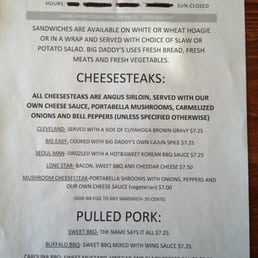 HOURS:
SUN-CLOSED
SANDWICHES ARE AVAILABLE ON WHITE OR WHEAT HOAGIE
OR IN A WRAP AND SERVED WITH CHOICE OF SLAW OR
POTATO SALAD. BIG DADDY'S USES FRESH BREAD, FRESH
MEATS AND FRESH VEGETABLES.
CHEESESTEAKS:
ALL CHEESESTEAKS ARE ANGUS SIRLOIN, SERVED WITH OUR
OWN CHEESE SAUCE, PORTABELLA MUSHROOMS, CARMELIZED
ONIONS AND BELL PEPPERS (UNLESS SPECIFIED OTHERWISE)
CLEVELAND- SERVED WITH A SIDE OF CUYAHOGA BROWN GRAVY $7.25
BIG EASY- COOKED WITH BIG DADDY'S OWN CAJUN SPICE $7.25
SEOUL MAN- DRIZZLED WITH A HOT&SWEET KOREAN BBQ SAUCE $7.25
LONE STAR- BACON, SWEET BBQ AND CHEDDAR CHEESE $7.50
MUSHROOM CHEESESTEAK-PORTABELLA SHROOMS WITH ONIONS, PEPPERS AND
OUR OWN CHEESE SAUCE (vegetarian) $7.00
(ADD AN EGG TO ANY SANDWICH- 50 CENTS)
PULLED PORK:
SWEET BBQ- THE NAME SAYS IT ALL $7.25
BUFFALO BBQ- SWEET BBQ MIXED WITH WING SAUCE $7.25
CAROLINA BBQ-